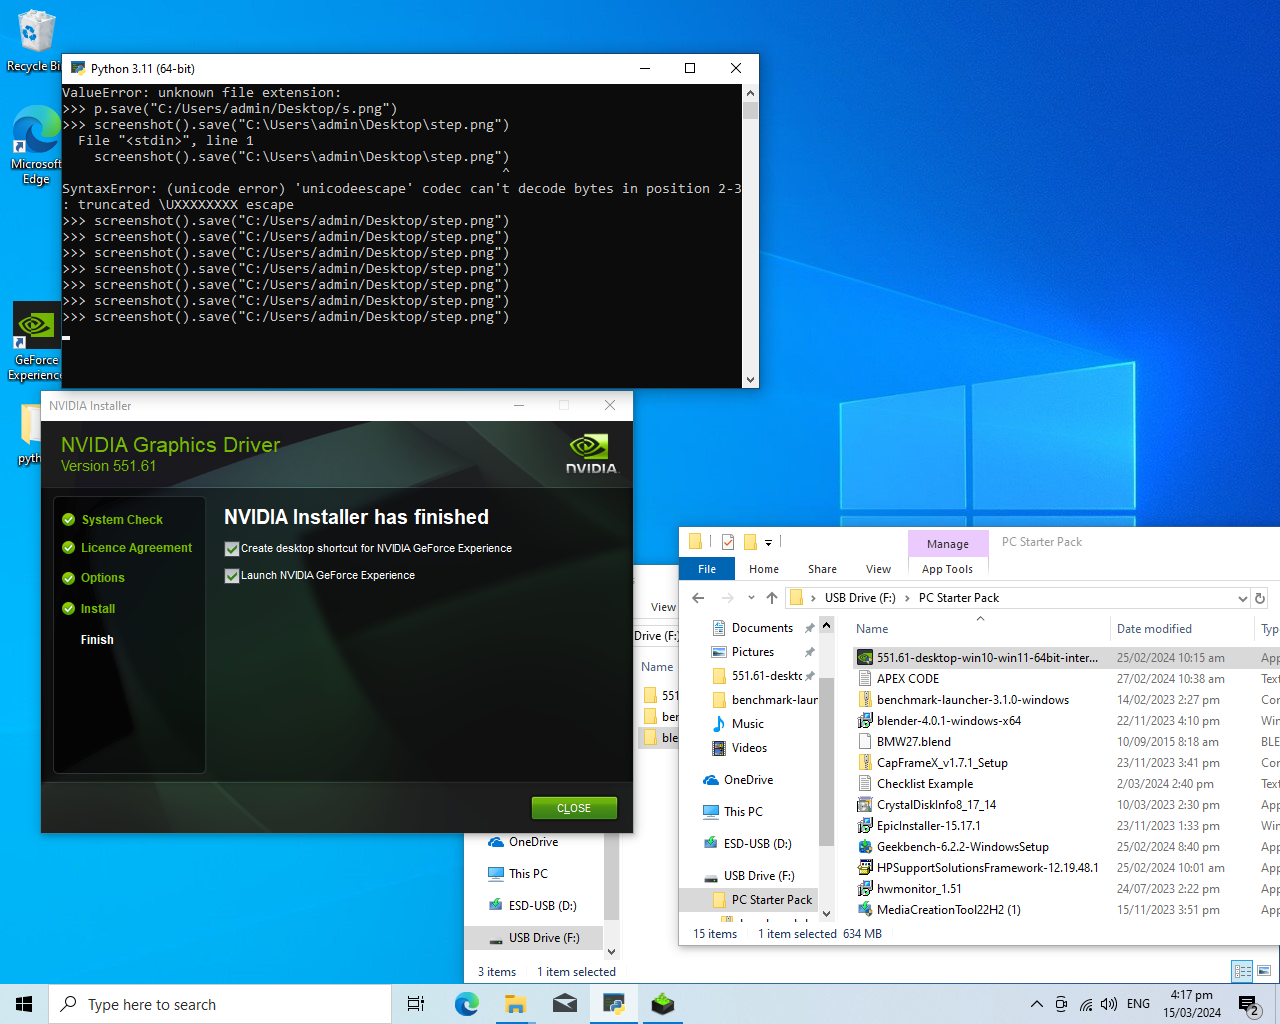 Recycle Bi
Python 3.11 (64-bit)
ValueError: unknown file extension:
>>> p.save("C:/Users/admin/Desktop/s.png")
>>> screenshot().save("C:\Users\admin\Desktop\step.png")
  File "<stdin>", line 1
    screenshot().save("C:\Users\admin\Desktop\step.png")
                                                        ^
SyntaxError: (unicode error) 'unicodeescape' codec can't decode bytes in position 2-3
: truncated \UXXXXXXXX escape
>>> screenshot().save("C:/Users/admin/Desktop/step.png")
>>> screenshot().save("C:/Users/admin/Desktop/step.png")
>>> screenshot().save("C:/Users/admin/Desktop/step.png")
>>> screenshot().save("C:/Users/admin/Desktop/step.png")
>>> screenshot().save("C:/Users/admin/Desktop/step.png")
>>> screenshot().save("C:/Users/admin/Desktop/step.png")
>>> screenshot().save("C:/Users/admin/Desktop/step.png")
Microsoft
Edge
GeForce
Experience
pyth
NVIDIA Installer
NVIDIA Graphics Driver
Version 551.61
NVIDIA
System Check
Licence Agreement
Options
Install
Finish
NVIDIA Installer has finished
Create desktop shortcut for NVIDIA GeForce Experience
Launch NVIDIA GeForce Experience
CLOSE
View
Drive (F:)
Name
551
ben
ble
OneDrive
This PC
ESD-USB (D:)
USB Drive (F:)
3 items
1 item selected
Manage
PC Starter Pack
File
Home
Share
View
App Tools
USB Drive (F:)
PC Starter Pack
Documents
Pictures
551.61-deskto
benchmark-laun
Music
Videos
OneDrive
This PC
ESD-USB (D:)
USB Drive (F:)
PC Starter Pack
Name Date modified Typ
551.61-desktop-win10-win11-64bit-inter... 25/02/2024 10:15 am App
APEX CODE 27/02/2024 10:38 am Text
benchmark-launcher-3.1.0-windows 14/02/2023 2:27 pm Con
blender-4.0.1-windows-x64 22/11/2023 4:10 pm Win
BMW27.blend 10/09/2015 8:18 am BLE
CapFrameX_v1.7.1_Setup 23/11/2023 3:41 pm Con
Checklist Example 2/03/2024 2:40 pm Text
CrystalDiskInfo8_17_14 10/03/2023 2:30 pm App
EpicInstaller-15.17.1 23/11/2023 1:33 pm Win
Geekbench-6.2.2-WindowsSetup 25/02/2024 8:40 pm App
HPSupportSolutionsFramework-12.19.48.1 25/02/2024 10:01 am App
hwmonitor_1.51 24/07/2023 2:22 pm App
MediaCreationTool22H2 (1) 15/11/2023 3:51 pm App
15 items
1 item selected 634 MB
Type here to search
ENG
4:17 pm
15/03/2024
2